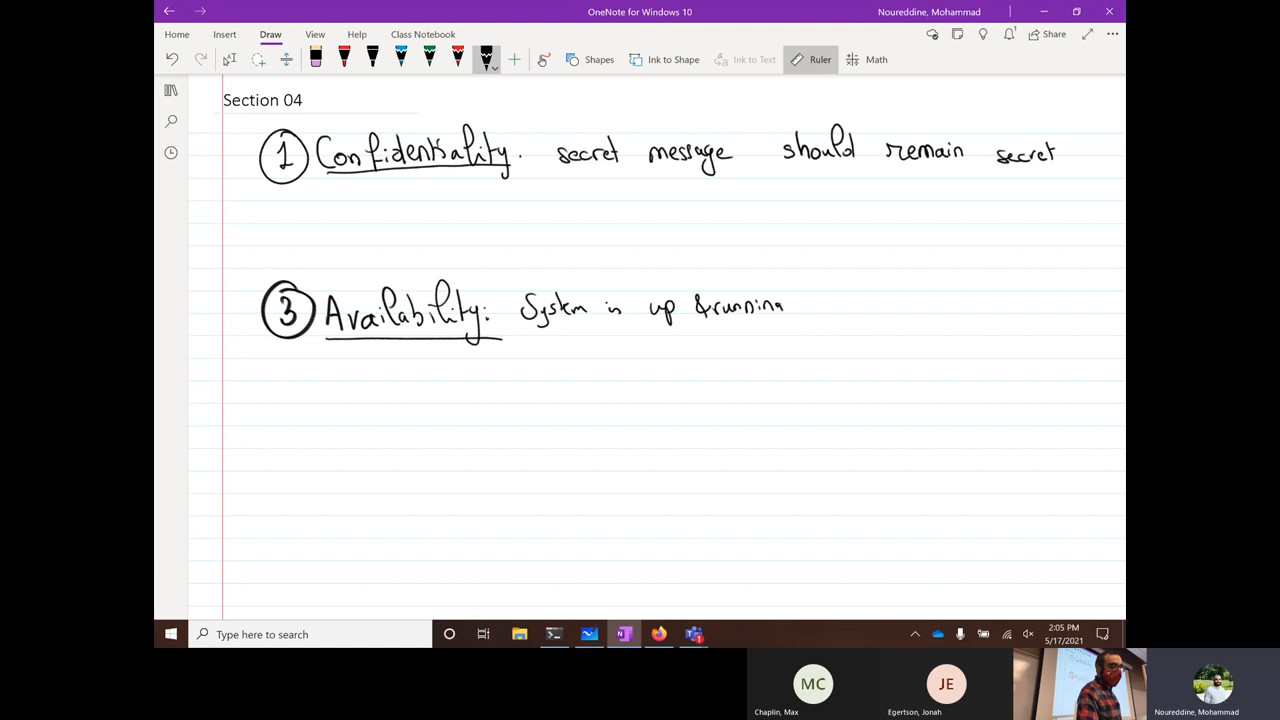 OneNote for Windows 10
Noureddine, Mohammad
Home Insert Draw View Help Class Notebook
Share
Shapes Ink to Shape Ink to Text Ruler Math
Section 04
1 Confidentiality. secret message should remain secret
3 Availability: System is up & running
Type here to search
2:05 PM
5/17/2021
MC
JE
Chaplin, Max
Egertson, Jonah
Noureddine, Mohammad